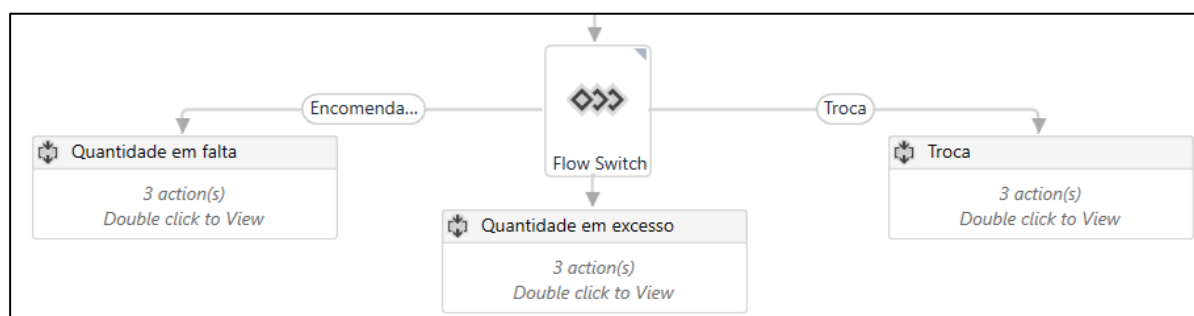 Encomenda...
Troca
Flow Switch
Quantidade em falta
3 action(s)
Double click to View
Quantidade em excesso
3 action(s)
Double click to View
Troca
3 action(s)
Double click to View